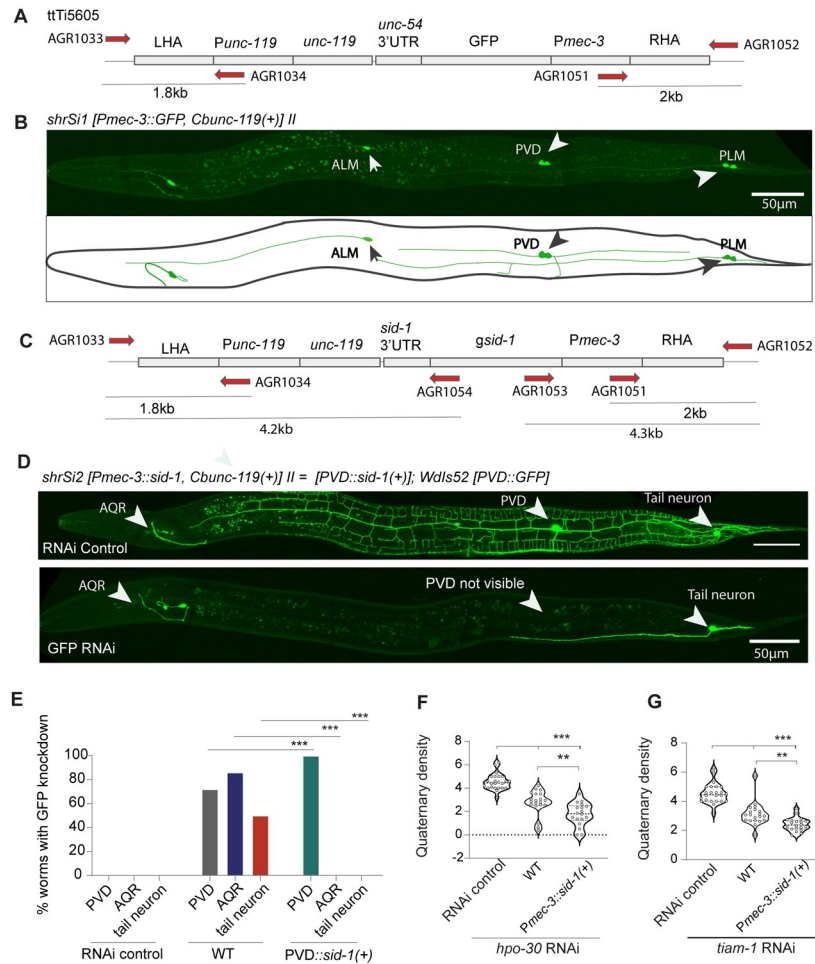 A
ttTi5605
AGR1033
LHA
Punc-119
unc-119
unc-54
3'UTR
GFP
Pmec-3
RHA
AGR1052
AGR1034
AGR1051
1.8kb
2kb
B
shrSi1 [Pmec-3::GFP, Cbunc-119(+)] II
ALM
PVD
PLM
50µm
ALM
PVD
PLM
C
AGR1033
LHA
Punc-119
unc-119
sid-1
3'UTR
gsid-1
Pmec-3
RHA
AGR1052
AGR1034
AGR1054
AGR1053
AGR1051
1.8kb
2kb
4.2kb
4.3kb
D
shrSi2 [Pmec-3::sid-1, Cbunc-119(+)] II = [PVD::sid-1(+)]; WdIs52 [PVD::GFP]
AQR
PVD
Tail neuron
RNAi Control
AQR
PVD not visible
Tail neuron
GFP RNAi
50µm
E
% worms with GFP knockdown
100
80
60
40
20
0
***
***
***
PVD
AQR
tail neuron
PVD
AQR
tail neuron
PVD
AQR
tail neuron
RNAi control
WT
PVD::sid-1(+)
F
Quaternary density
8
6
4
2
0
-2
***
**
RNAi control
WT
Pmec-3::sid-1(+)
hpo-30 RNAi
G
Quaternary density
8
6
4
2
0
***
**
RNAi control
WT
Pmec-3::sid-1(+)
tiam-1 RNAi